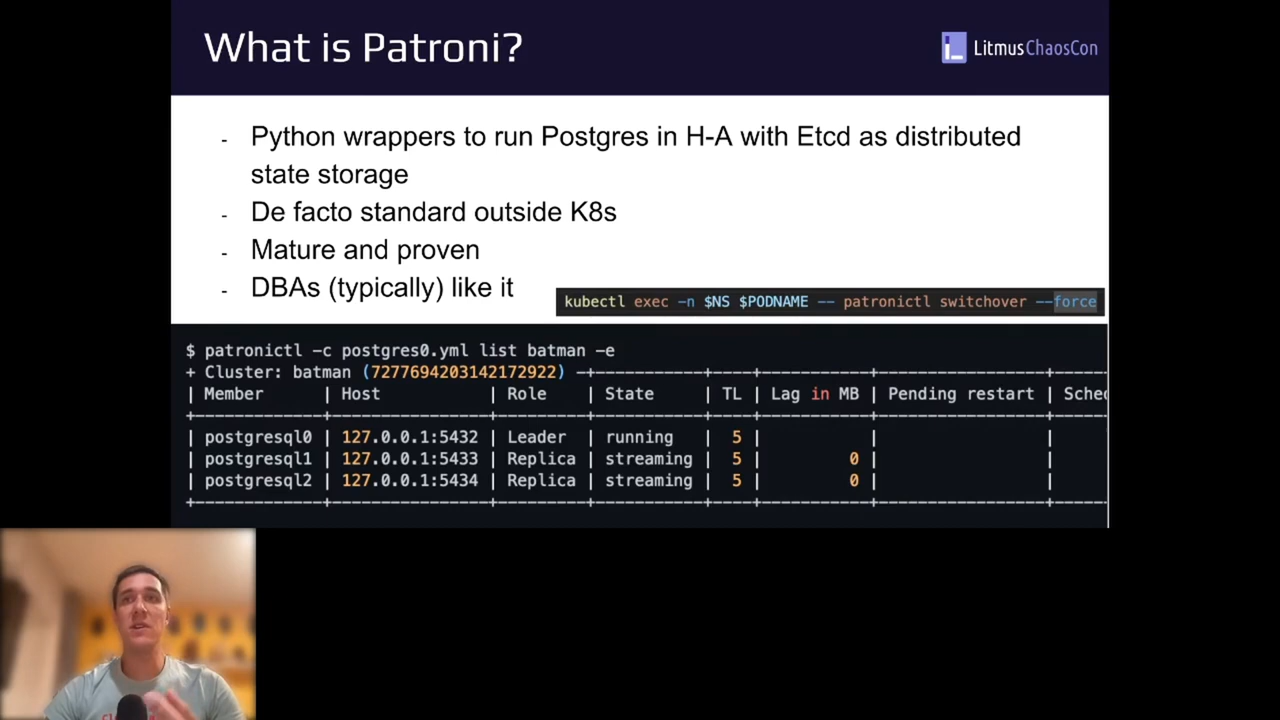 What is Patroni?
LitmusChaosCon
- Python wrappers to run Postgres in H-A with Etcd as distributed
state storage
- De facto standard outside K8s
- Mature and proven
- DBAs (typically) like it
kubectl exec -n $NS $PODNAME -- patronictl switchover --force
$ patronictl -c postgres0.yml list batman -e
+ Cluster: batman (7277694203142172922) -+-----------+----+-----------+-----------------+------
| Member | Host | Role | State | TL | Lag in MB | Pending restart | Sched
+-------------+----------------+---------+-----------+----+-----------+-----------------+------
| postgresql0 | 127.0.0.1:5432 | Leader | running | 5 | | |
| postgresql1 | 127.0.0.1:5433 | Replica | streaming | 5 | 0 | |
| postgresql2 | 127.0.0.1:5434 | Replica | streaming | 5 | 0 | |
+-------------+----------------+---------+-----------+----+-----------+-----------------+------